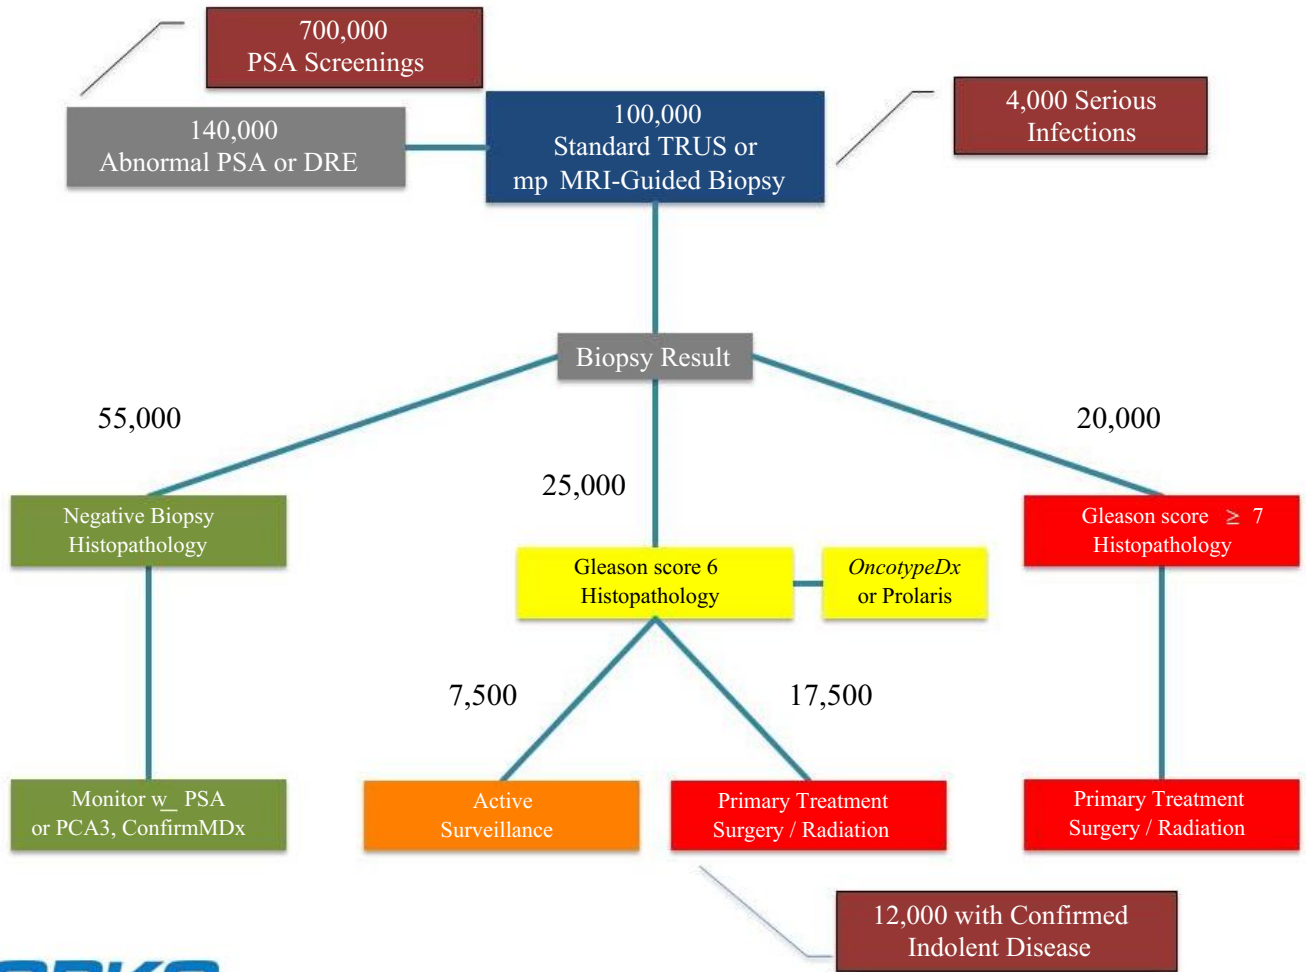 700,000
PSA Screenings
140,000
Abnormal PSA or DRE
100,000
Standard TRUS or
mp MRI-Guided Biopsy
4,000 Serious
Infections
Biopsy Result
55,000
25,000
20,000
Negative Biopsy
Histopathology
Gleason score 6
Histopathology
OncotypeDx
or Prolaris
Gleason score ≥ 7
Histopathology
7,500
17,500
Monitor w_ PSA
or PCA3, ConfirmMDx
Active
Surveillance
Primary Treatment
Surgery / Radiation
Primary Treatment
Surgery / Radiation
12,000 with Confirmed
Indolent Disease